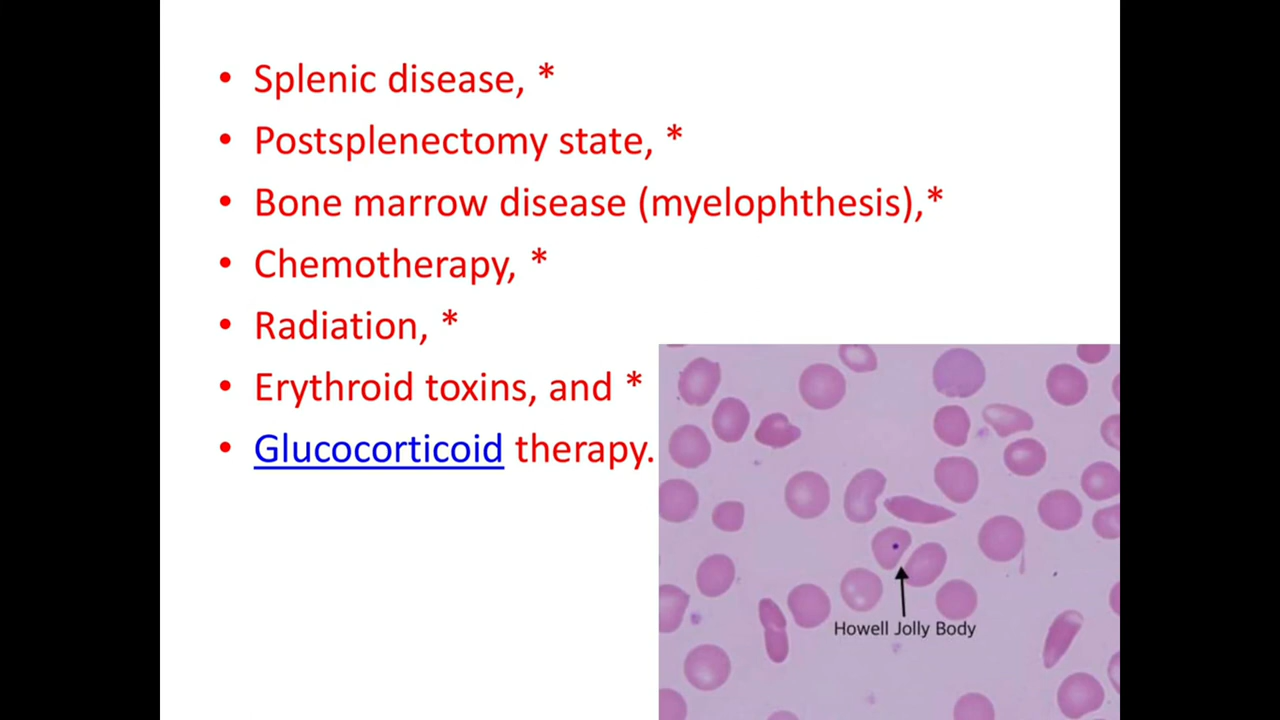 • Splenic disease, *
• Postsplenectomy state, *
• Bone marrow disease (myelophthesis),*
• Chemotherapy, *
• Radiation, *
• Erythroid toxins, and *
• Glucocorticoid therapy.
Howell Jolly Body